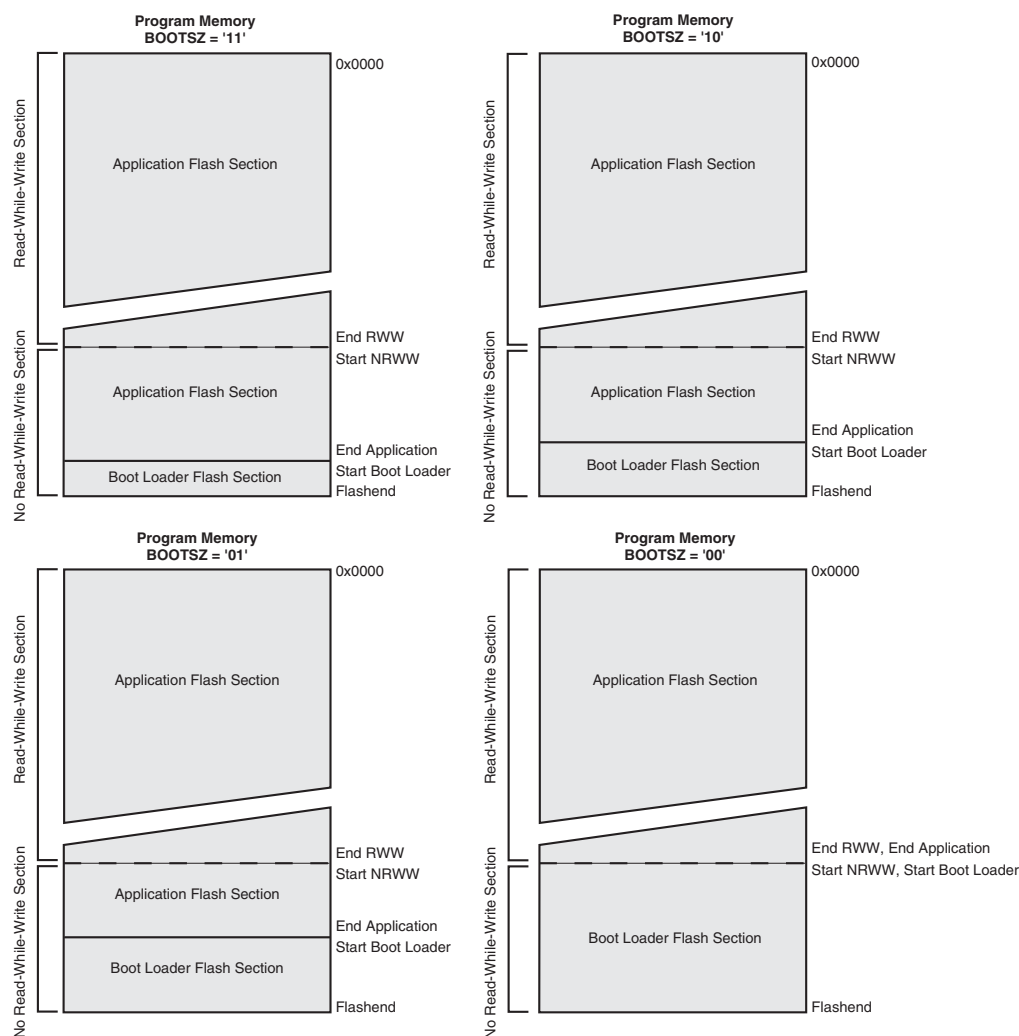 Program Memory
BOOTSZ = '11'
0x0000
Read-While-Write Section
Application Flash Section
End RWW
Start NRWW
No Read-While-Write Section
Application Flash Section
End Application
Start Boot Loader
Boot Loader Flash Section
Flashend
Program Memory
BOOTSZ = '10'
0x0000
Read-While-Write Section
Application Flash Section
End RWW
Start NRWW
No Read-While-Write Section
Application Flash Section
End Application
Start Boot Loader
Boot Loader Flash Section
Flashend
Program Memory
BOOTSZ = '01'
0x0000
Read-While-Write Section
Application Flash Section
End RWW
Start NRWW
No Read-While-Write Section
Application Flash Section
End Application
Start Boot Loader
Boot Loader Flash Section
Flashend
Program Memory
BOOTSZ = '00'
0x0000
Read-While-Write Section
Application Flash Section
End RWW, End Application
Start NRWW, Start Boot Loader
No Read-While-Write Section
Boot Loader Flash Section
Flashend